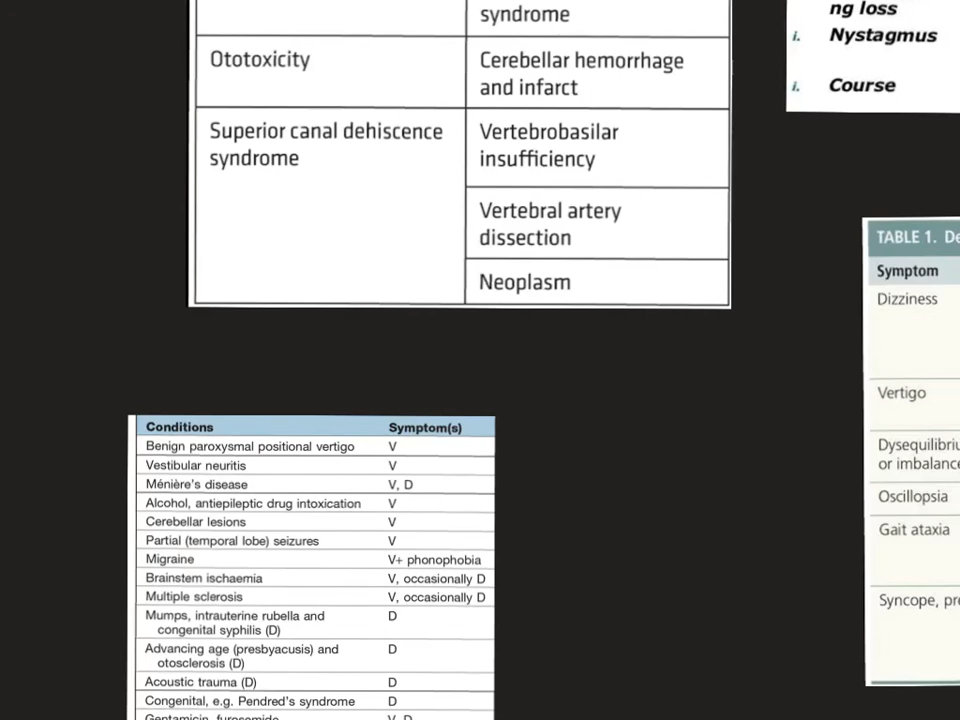 syndrome
Ototoxicity
Cerebellar hemorrhage
and infarct
Superior canal dehiscence
syndrome
Vertebrobasilar
insufficiency
Vertebral artery
dissection
Neoplasm
ng loss
i. Nystagmus
i. Course
TABLE 1. De
Symptom
Dizziness
Vertigo
Dysequilibriu
or imbalance
Oscillopsia
Gait ataxia
Syncope, pre
Conditions Symptom(s)
Benign paroxysmal positional vertigo V
Vestibular neuritis V
Ménière's disease V, D
Alcohol, antiepileptic drug intoxication V
Cerebellar lesions V
Partial (temporal lobe) seizures V
Migraine V+ phonophobia
Brainstem ischaemia V, occasionally D
Multiple sclerosis V, occasionally D
Mumps, intrauterine rubella and D
congenital syphilis (D)
Advancing age (presbyacusis) and D
otosclerosis (D)
Acoustic trauma (D) D
Congenital, e.g. Pendred's syndrome D
Gentamicin, furosemide V, D